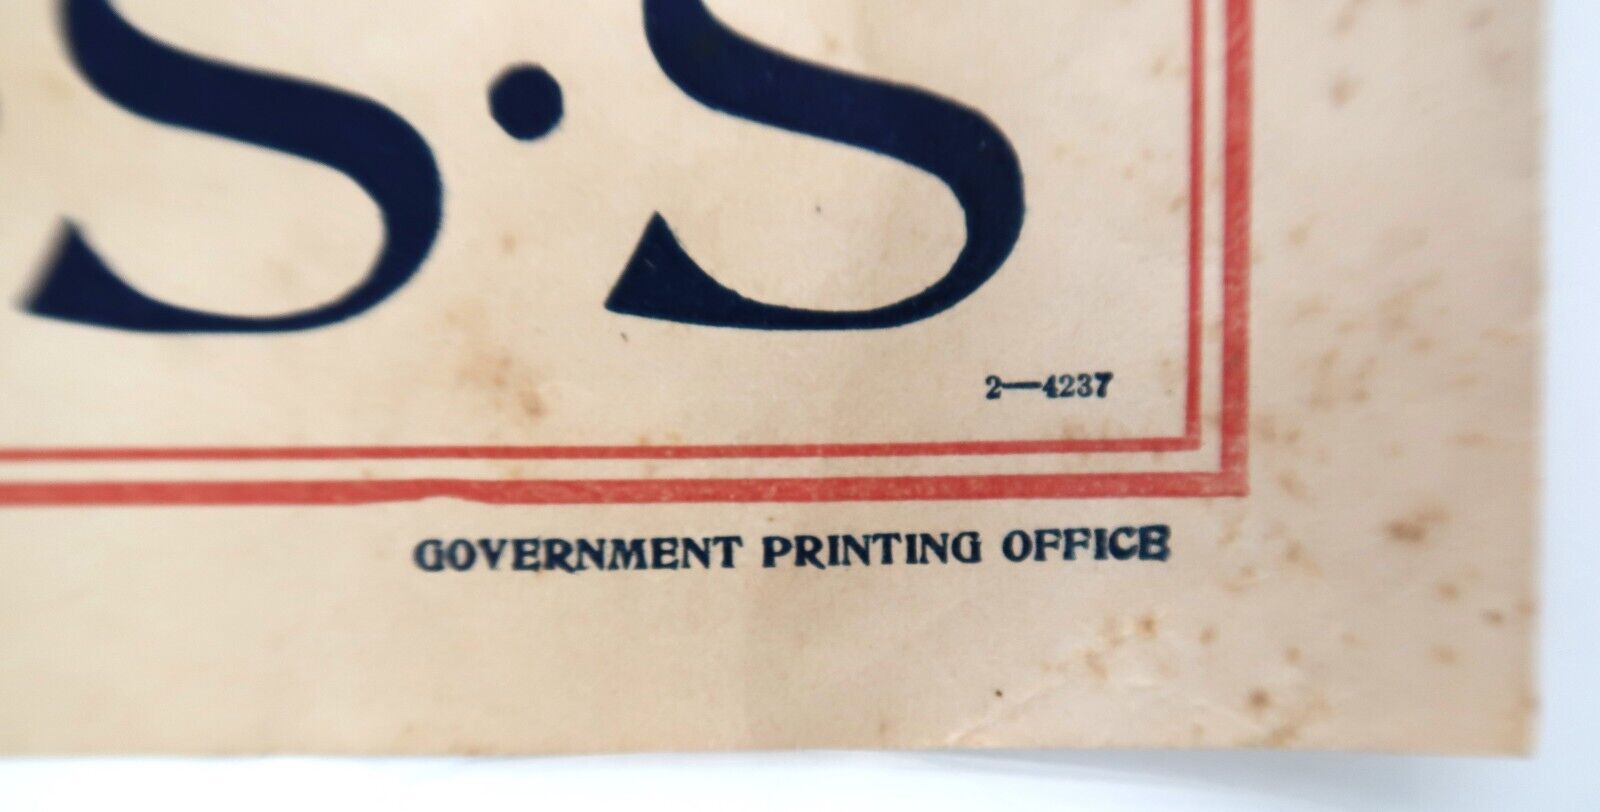 S·S
2—4237
GOVERNMENT PRINTING OFFICE